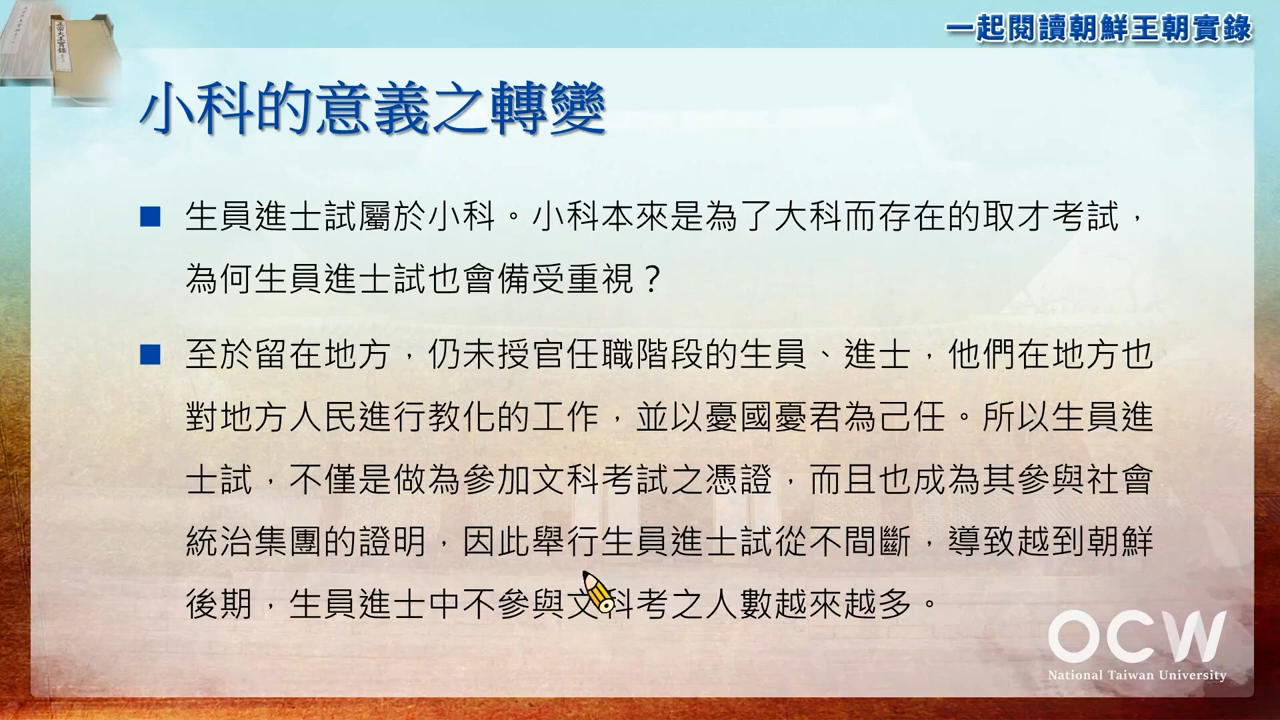 一起閱讀朝鮮王朝實錄
小科的意義之轉變
生員進士試屬於小科。小科本來是為了大科而存在的取才考試，
為何生員進士試也會備受重視？
至於留在地方，仍未授官任職階段的生員、進士，他們在地方也
對地方人民進行教化的工作，並以憂國憂君為己任。所以生員進
士試，不僅是做為參加文科考試之憑證，而且也成為其參與社會
統治集團的證明，因此舉行生員進士試從不間斷，導致越到朝鮮
後期，生員進士中不參與文科考之人數越來越多。
OCW
National Taiwan University